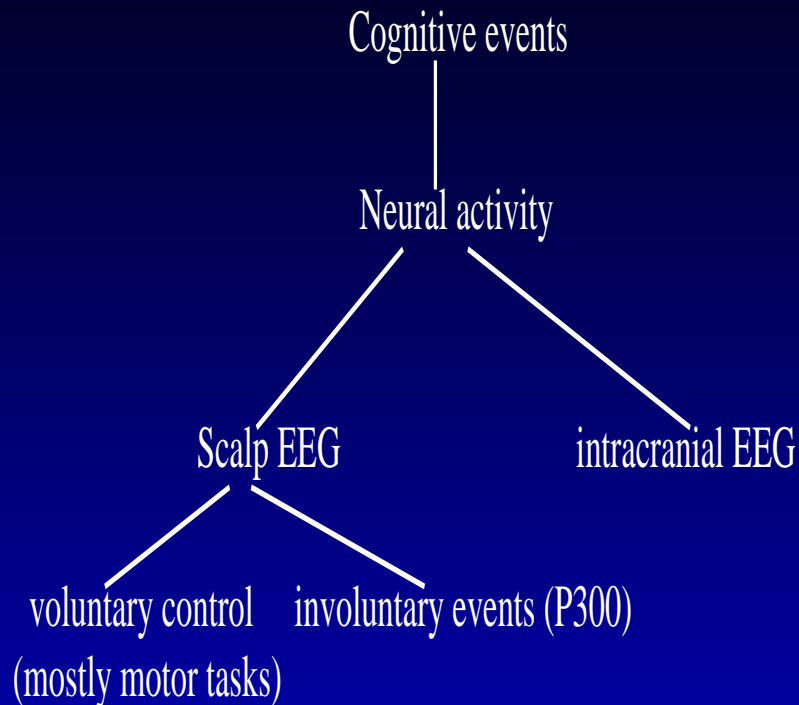 Cognitive events
Neural activity
Scalp EEG
intracranial EEG
voluntary control
(mostly motor tasks)
involuntary events (P300)